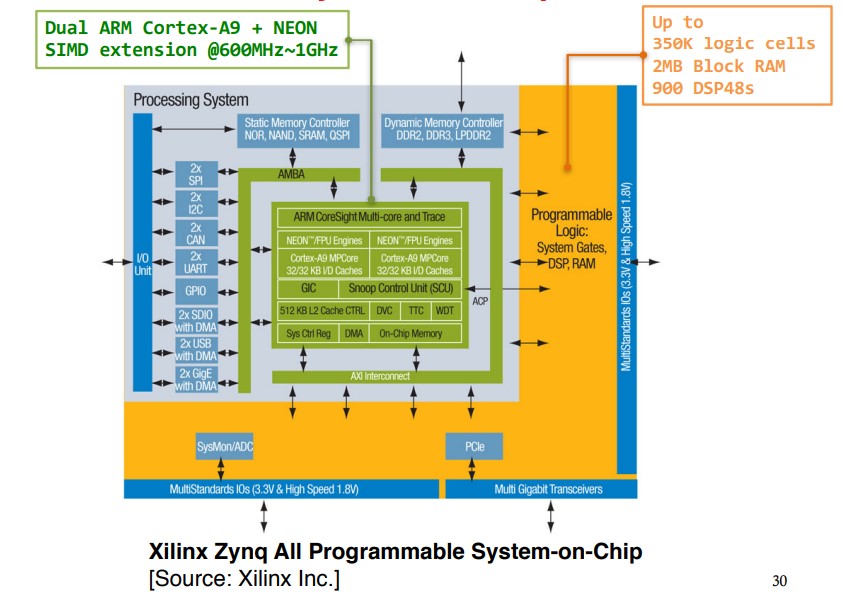 Dual ARM Cortex-A9 + NEON
SIMD extension @600MHz~1GHz
Up to
350K logic cells
2MB Block RAM
900 DSP48s
Processing System
Static Memory Controller
NOR, NAND, SRAM, QSPI
Dynamic Memory Controller
DDR2, DDR3, LPDDR2
AMBA
2x
SPI
2x
I2C
2x
CAN
2x
UART
GPIO
2x SDIO
with DMA
2x USB
with DMA
2x GigE
with DMA
I/O
Unit
ARM CoreSight Multi-core and Trace
NEON™/FPU Engines
NEON™/FPU Engines
Cortex-A9 MPCore
32/32 KB I/D Caches
Cortex-A9 MPCore
32/32 KB I/D Caches
GIC
Snoop Control Unit (SCU)
512 KB L2 Cache CTRL
DVC
TTC
WDT
Sys Ctrl Reg
DMA
On-Chip Memory
ACP
AXI Interconnect
Programmable
Logic:
System Gates,
DSP, RAM
MultiStandards IOs (3.3V & High Speed 1.8V)
SysMon/ADC
PCIe
MultiStandards IOs (3.3V & High Speed 1.8V)
Multi Gigabit Transceivers
Xilinx Zynq All Programmable System-on-Chip
[Source: Xilinx Inc.]
30